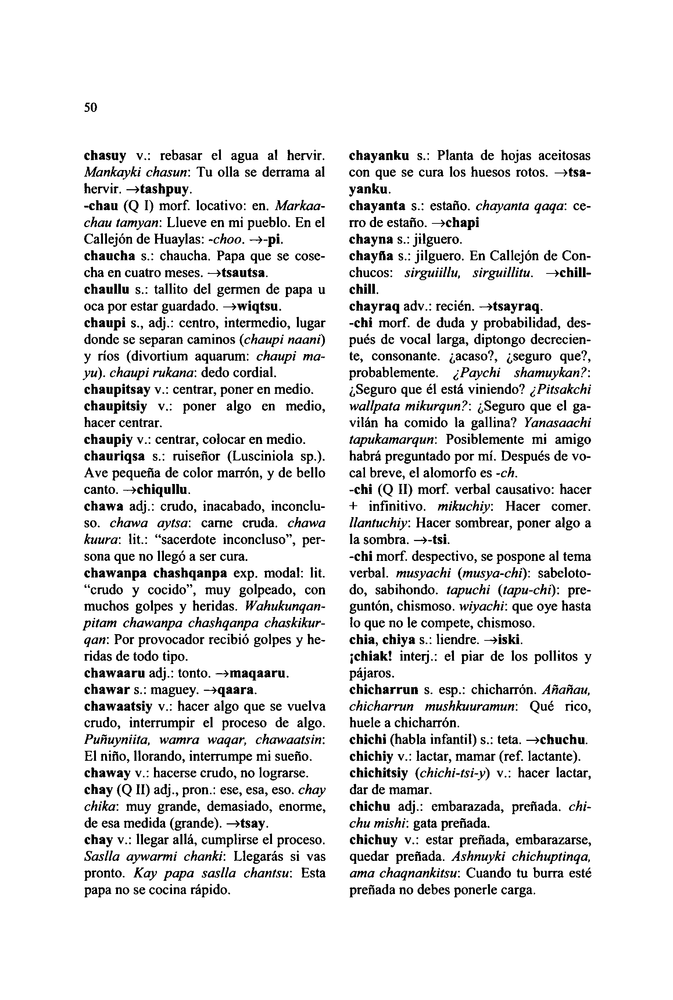 50
chasuy v.: rebasar el agua al hervir.
Mankayki chasun: Tu olla se derrama al
hervir. →tashpuy.
-chau (Q I) morf. locativo: en. Markaa-
chau tamyan: Llueve en mi pueblo. En el
Callejón de Huaylas: -choo. →-pi.
chaucha s.: chaucha. Papa que se cose-
cha en cuatro meses. →tsautsa.
chaullu s.: tallito del germen de papa u
oca por estar guardado. →wiqtsu.
chaupi s., adj.: centro, intermedio, lugar
donde se separan caminos (chaupi naani)
y ríos (divortium aquarum: chaupi ma-
yu). chaupi rukana: dedo cordial.
chaupitsay v.: centrar, poner en medio.
chaupitsiy v.: poner algo en medio,
hacer centrar.
chaupiy v.: centrar, colocar en medio.
chauriqsa s.: ruiseñor (Lusciniola sp.).
Ave pequeña de color marrón, y de bello
canto. →chiqullu.
chawa adj.: crudo, inacabado, inconclu-
so. chawa aytsa: carne cruda. chawa
kuura: lit.: “sacerdote inconcluso”, per-
sona que no llegó a ser cura.
chawanpa chashqanpa exp. modal: lit.
“crudo y cocido”, muy golpeado, con
muchos golpes y heridas. Wahukunqan-
pitam chawanpa chashqanpa chaskikur-
qan: Por provocador recibió golpes y he-
ridas de todo tipo.
chawaaru adj.: tonto. →maqaaru.
chawar s.: maguey. →qaara.
chawaatsiy v.: hacer algo que se vuelva
crudo, interrumpir el proceso de algo.
Puñuyniita, wamra waqar, chawaatsin:
El niño, llorando, interrumpe mi sueño.
chaway v.: hacerse crudo, no lograrse.
chay (Q II) adj., pron.: ese, esa, eso. chay
chika: muy grande, demasiado, enorme,
de esa medida (grande). →tsay.
chay v.: llegar allá, cumplirse el proceso.
Saslla aywarmi chanki: Llegarás si vas
pronto. Kay papa saslla chantsu: Esta
papa no se cocina rápido.
chayanku s.: Planta de hojas aceitosas
con que se cura los huesos rotos. →tsa-
yanku.
chayanta s.: estaño. chayanta qaqa: ce-
rro de estaño. →chapi
chayna s.: jilguero.
chayña s.: jilguero. En Callejón de Con-
chucos: sirguiillu, sirguillitu. →chill-
chill.
chayraq adv.: recién. →tsayraq.
-chi morf. de duda y probabilidad, des-
pués de vocal larga, diptongo decrecien-
te, consonante. ¿acaso?, ¿seguro que?,
probablemente. ¿Paychi shamuykan?:
¿Seguro que él está viniendo? ¿Pitsakchi
wallpata mikurqun?: ¿Seguro que el ga-
vilán ha comido la gallina? Yanasaachi
tapukamarqun: Posiblemente mi amigo
habrá preguntado por mí. Después de vo-
cal breve, el alomorfo es -ch.
-chi (Q II) morf. verbal causativo: hacer
+ infinitivo. mikuchiy: Hacer comer.
llantuchiy: Hacer sombrear, poner algo a
la sombra. →-tsi.
-chi morf. despectivo, se pospone al tema
verbal. musyachi (musya-chi): sabeloto-
do, sabihondo. tapuchi (tapu-chi): pre-
guntón, chismoso. wiyachi: que oye hasta
lo que no le compete, chismoso.
chia, chiya s.: liendre. →iski.
¡chiak! interj.: el piar de los pollitos y
pájaros.
chicharrun s. esp.: chicharrón. Añañau,
chicharrun mushkuuramun: Qué rico,
huele a chicharrón.
chichi (habla infantil) s.: teta. →chuchu.
chichiy v.: lactar, mamar (ref. lactante).
chichitsiy (chichi-tsi-y) v.: hacer lactar,
dar de mamar.
chichu adj.: embarazada, preñada. chi-
chu mishi: gata preñada.
chichuy v.: estar preñada, embarazarse,
quedar preñada. Ashnuyki chichuptinqa,
ama chaqnankitsu: Cuando tu burra esté
preñada no debes ponerle carga.